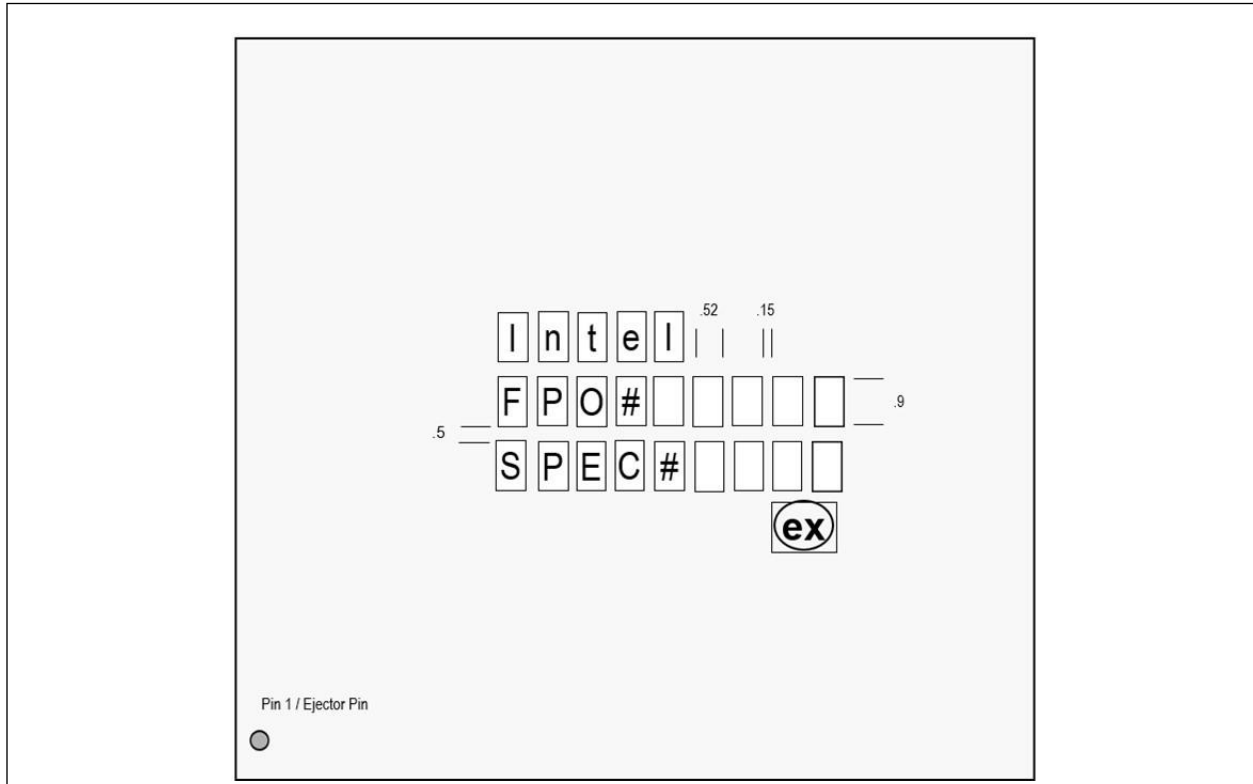 .52 .15
Intel
FPO#
.9
.5
SPEC#
ex
Pin 1 / Ejector Pin